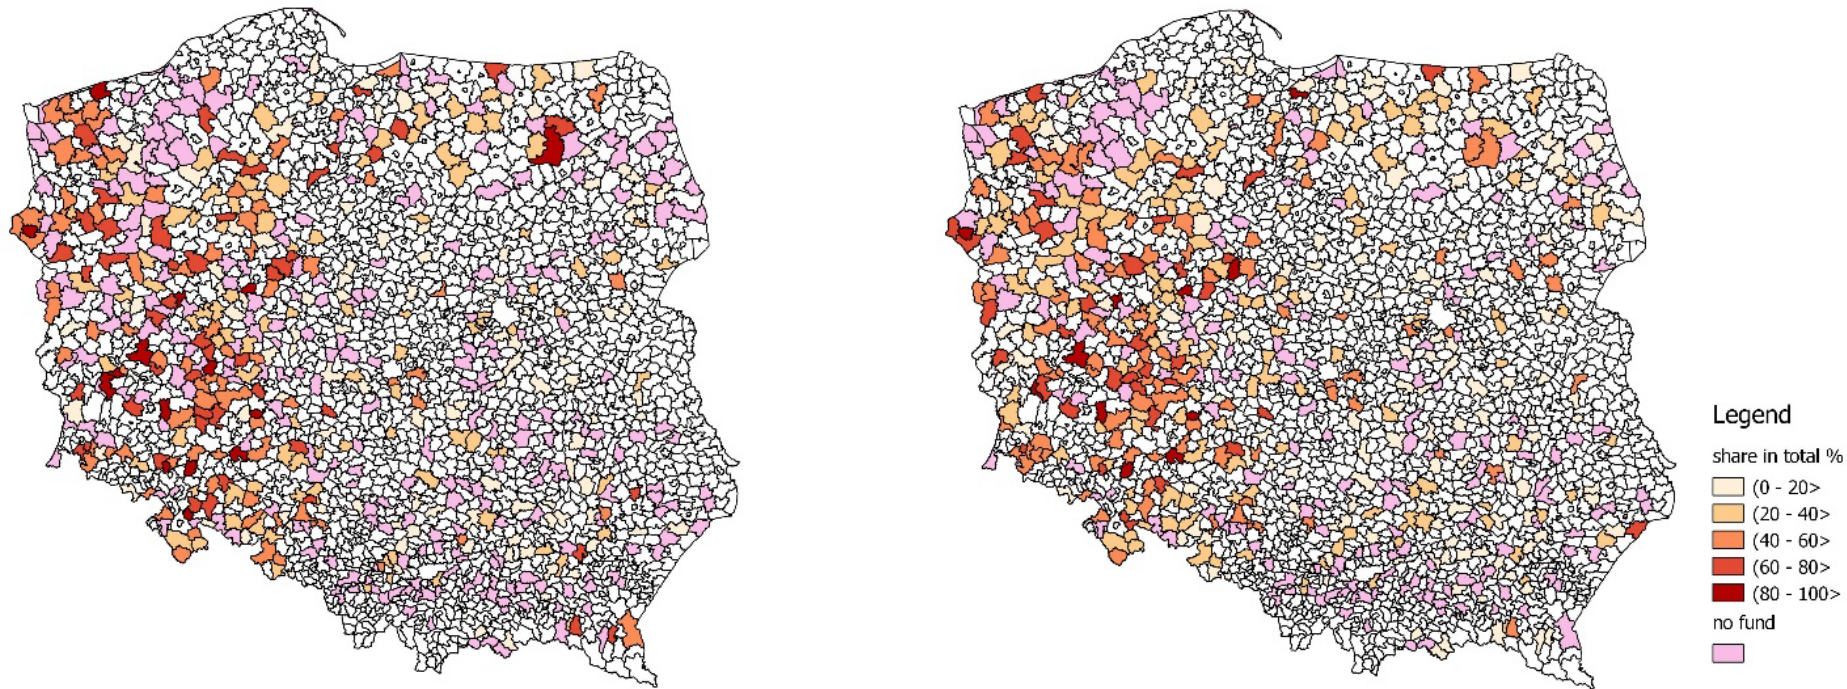 Legend
share in total %
(0 - 20>
(20 - 40>
(40 - 60>
(60 - 80>
(80 - 100>
no fund